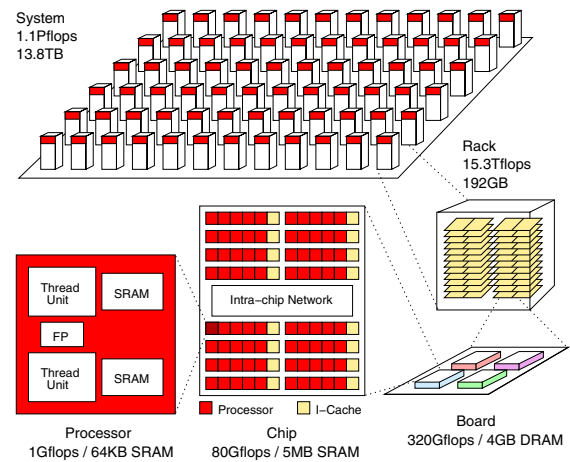 System
1.1Pflops
13.8TB
Rack
15.3Tflops
192GB
Thread
Unit
SRAM
FP
Thread
Unit
SRAM
Intra−chip Network
Processor
I−Cache
Processor
1Gflops / 64KB SRAM
Chip
80Gflops / 5MB SRAM
Board
320Gflops / 4GB DRAM